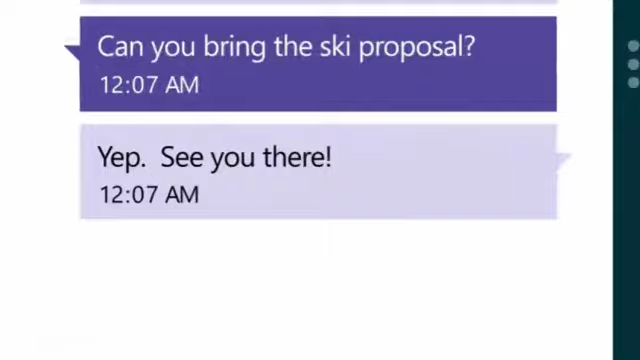 Can you bring the ski proposal?
12:07 AM
Yep.  See you there!
12:07 AM